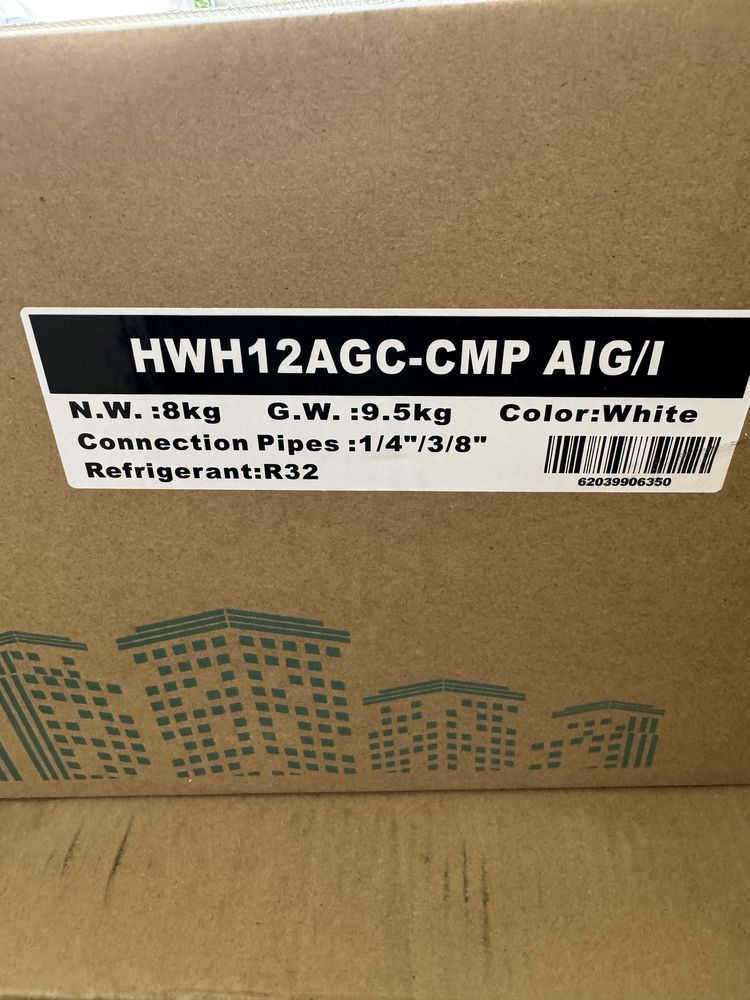 HWH12AGC-CMP AIG/I
N.W. :8kg G.W. :9.5kg Color:White
Connection Pipes :1/4"/3/8"
Refrigerant:R32
62039906350